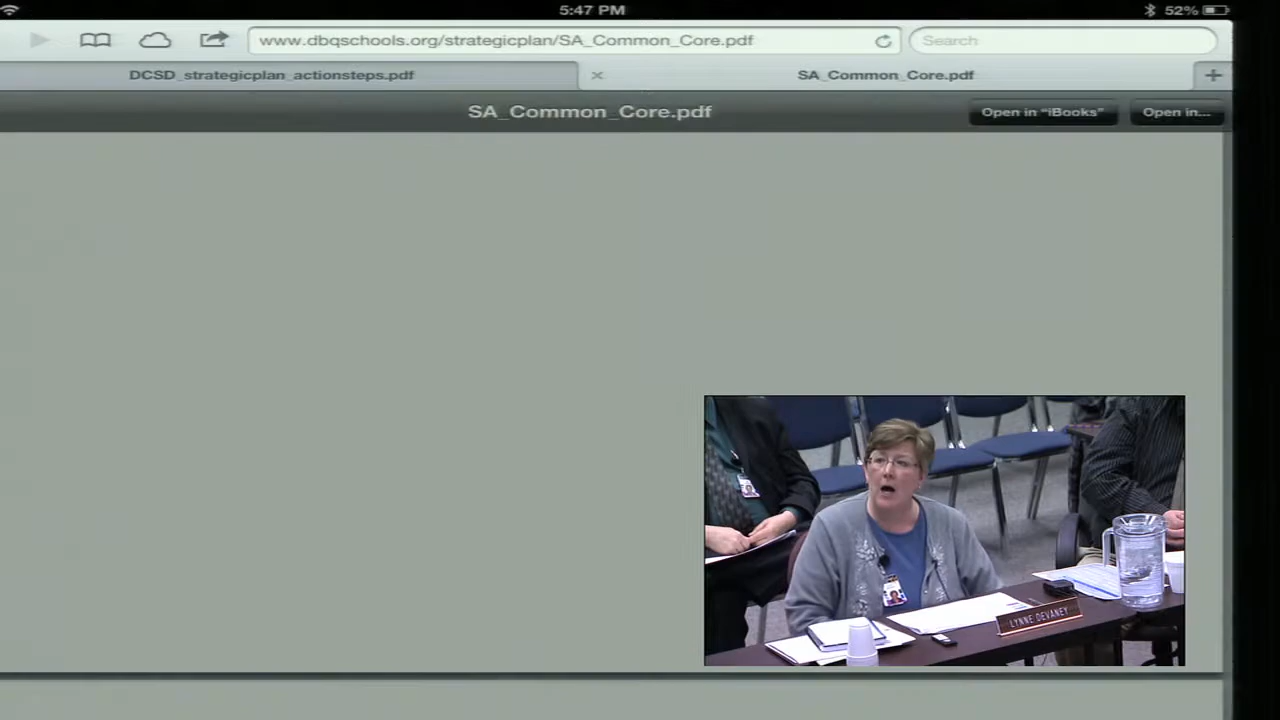 5:47 PM
52%
www.dbqschools.org/strategicplan/SA_Common_Core.pdf
Search
DCSD_strategicplan_actionsteps.pdf
SA_Common_Core.pdf
SA_Common_Core.pdf
Open in “iBooks”
Open in...
LYNNE DEVANEY